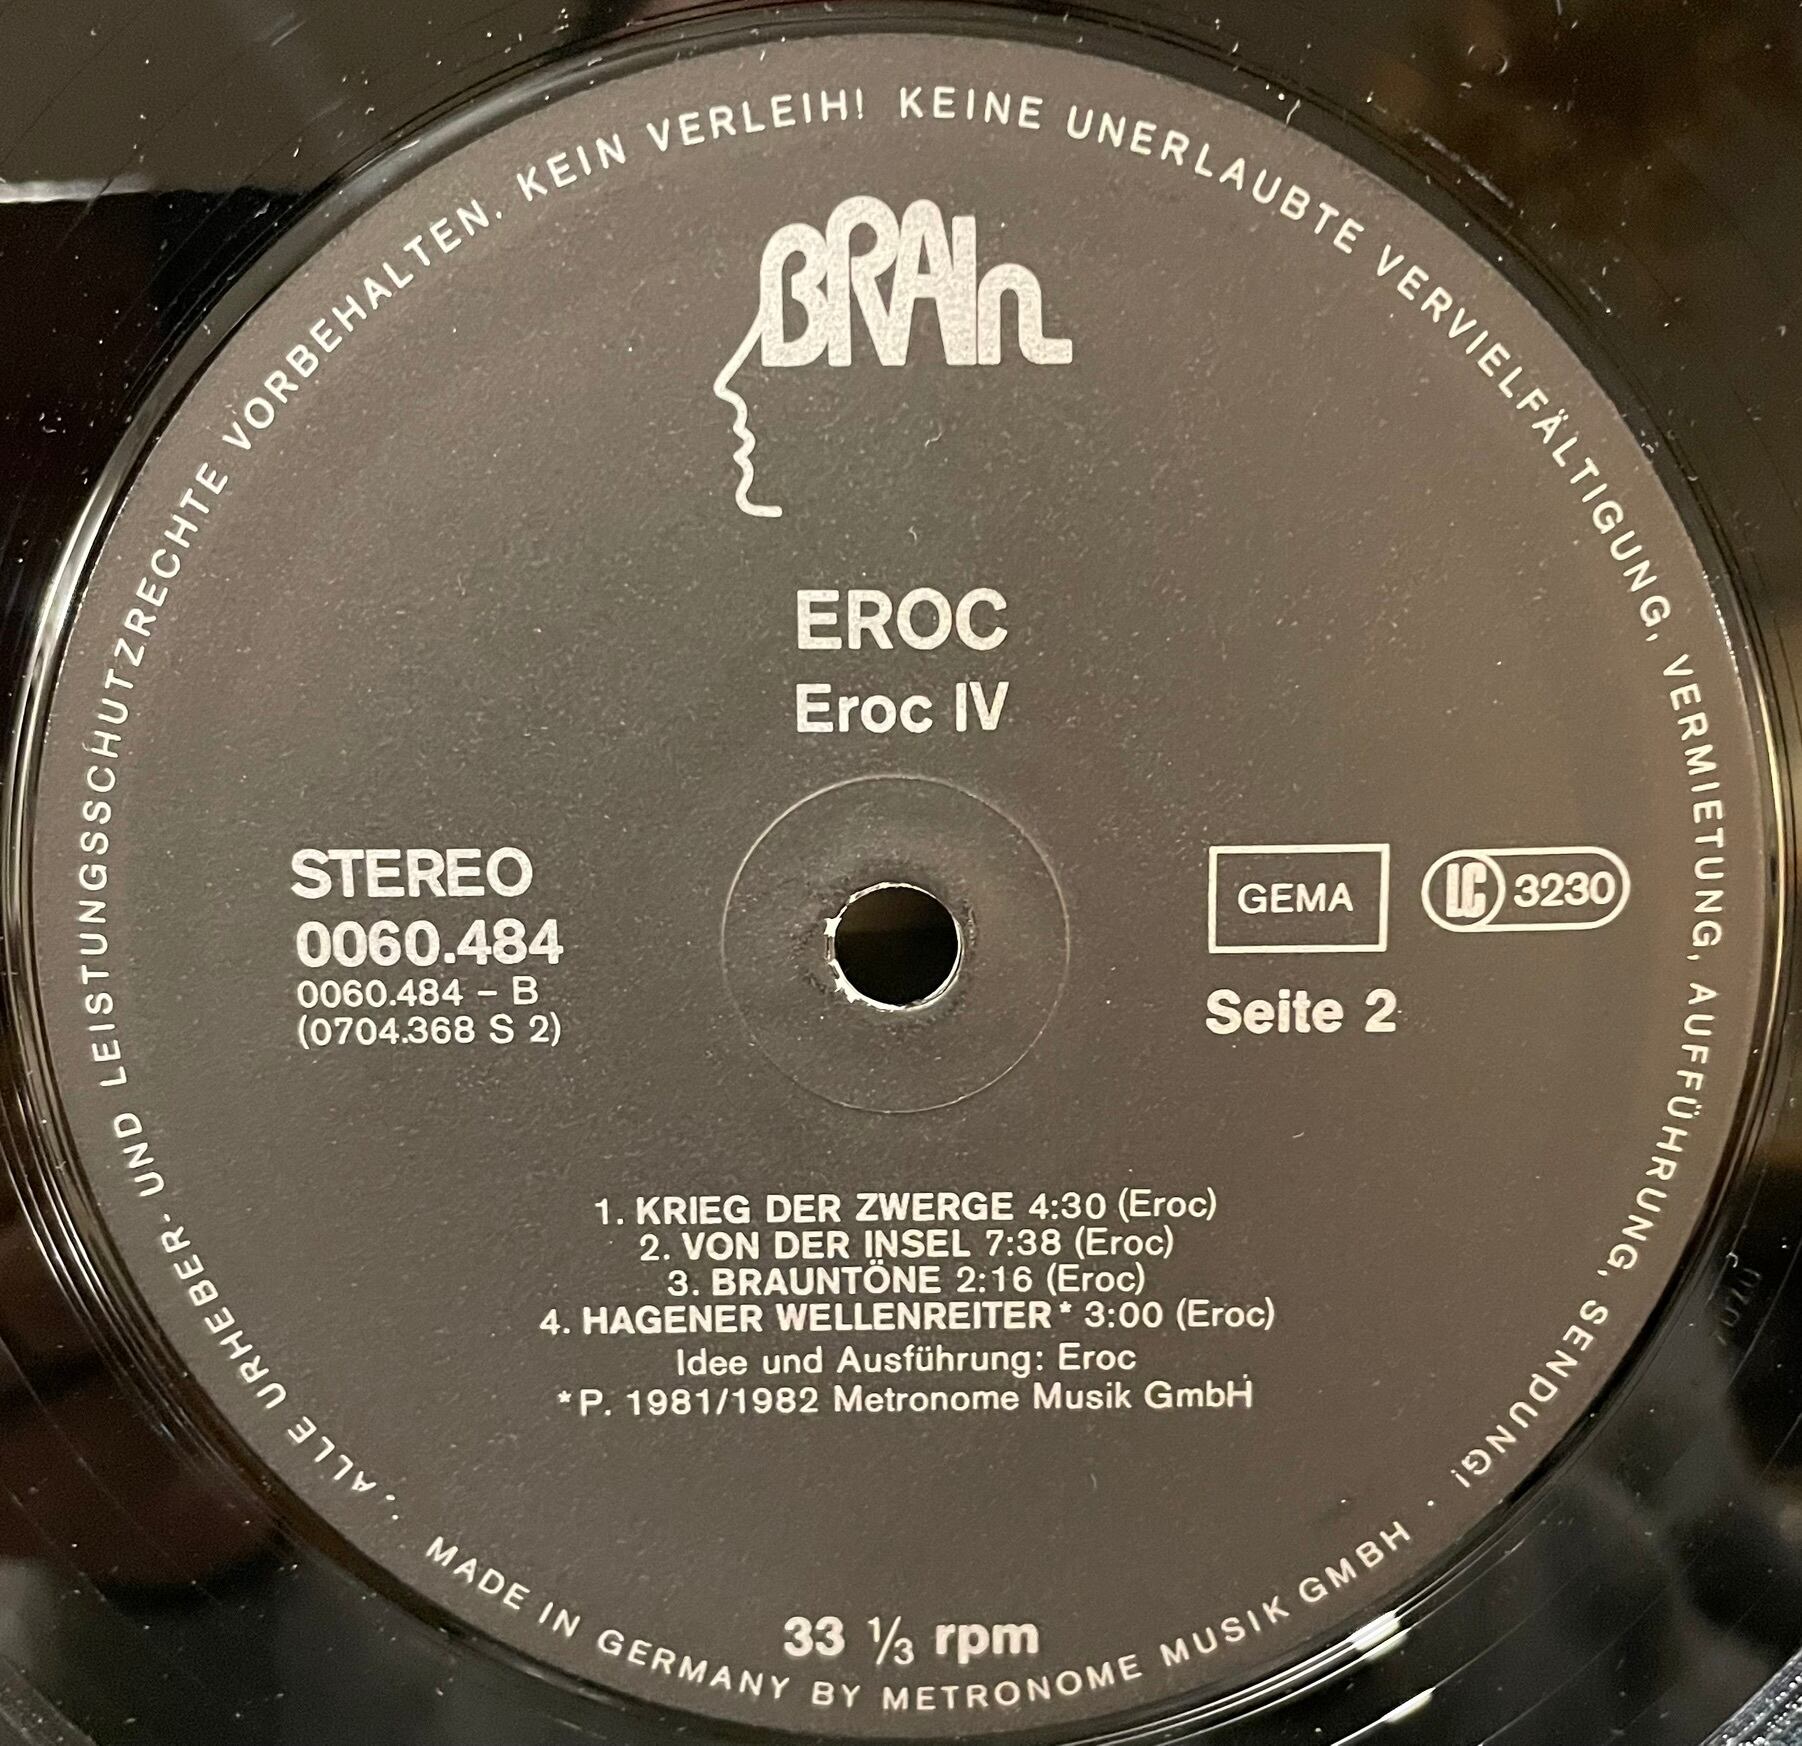 ALLE URHEBER- UND LEISTUNGSSCHUTZRECHTE VORBEHALTEN. KEIN VERLEIH! KEINE UNERLAUBTE VERVIELFÄLTIGUNG, VERMIETUNG, AUFFÜHRUNG, SENDUNG!
BRAIn
EROC
Eroc IV
STEREO
0060.484
0060.484 – B
(0704.368 S 2)
GEMA
LC 3230
Seite 2
1. KRIEG DER ZWERGE 4:30 (Eroc)
2. VON DER INSEL 7:38 (Eroc)
3. BRAUNTÖNE 2:16 (Eroc)
4. HAGENER WELLENREITER* 3:00 (Eroc)
Idee und Ausführung: Eroc
*P. 1981/1982 Metronome Musik GmbH
33 ⅓ rpm
MADE IN GERMANY BY METRONOME MUSIK GMBH